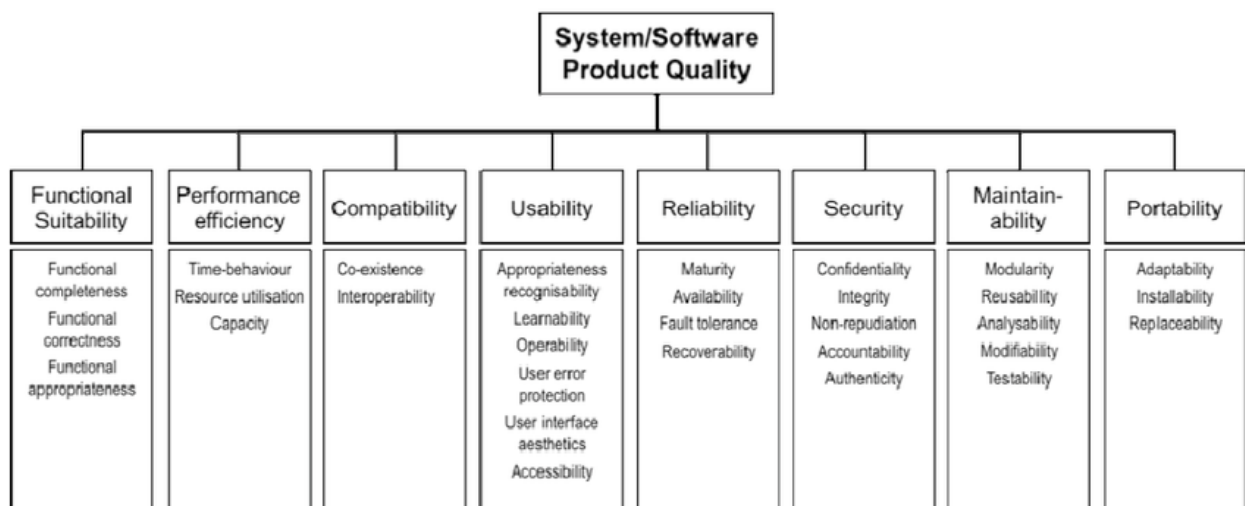 System/Software
Product Quality
Functional
Suitability
Performance
efficiency
Compatibility
Usability
Reliability
Security
Maintain-
ability
Portability
Functional
completeness
Functional
correctness
Functional
appropriateness
Time-behaviour
Resource utilisation
Capacity
Co-existence
Interoperability
Appropriateness
recognisability
Learnability
Operability
User error
protection
User interface
aesthetics
Accessibility
Maturity
Availability
Fault tolerance
Recoverability
Confidentiality
Integrity
Non-repudiation
Accountability
Authenticity
Modularity
Reusability
Analysability
Modifiability
Testability
Adaptability
Installability
Replaceability